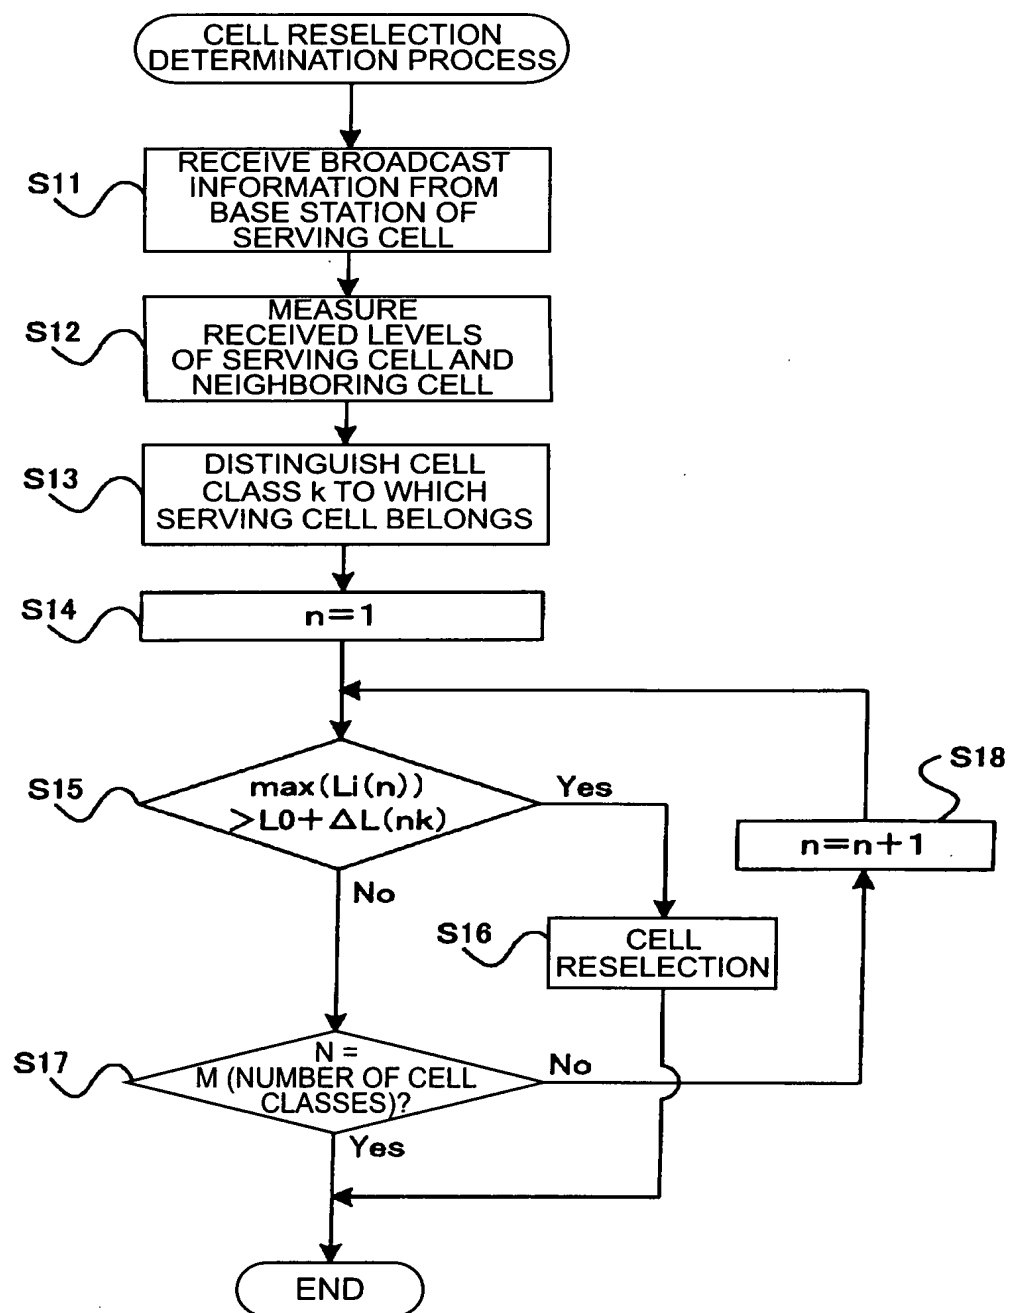 CELL RESELECTION
DETERMINATION PROCESS
S11
RECEIVE BROADCAST
INFORMATION FROM
BASE STATION OF
SERVING CELL
S12
MEASURE
RECEIVED LEVELS
OF SERVING CELL AND
NEIGHBORING CELL
S13
DISTINGUISH CELL
CLASS k TO WHICH
SERVING CELL BELONGS
S14
n=1
S15
max(Li(n))
>L0+ΔL(nk)
Yes
No
S18
n=n+1
S16
CELL
RESELECTION
S17
N =
M (NUMBER OF CELL
CLASSES)?
No
Yes
END